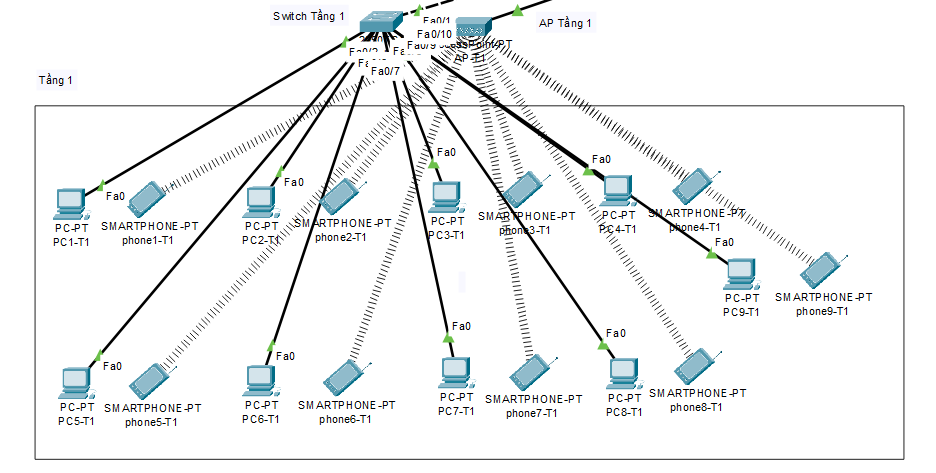 Switch Tầng 1
Fa0/1
AP Tầng 1
Fa0/10
Fa0/9
AP-T1
Fa0/7
Tầng 1
Fa0
PC-PT
PC1-T1
SMARTPHONE-PT
phone1-T1
Fa0
PC-PT
PC2-T1
SMARTPHONE-PT
phone2-T1
Fa0
PC-PT
PC3-T1
SMARTPHONE-PT
phone3-T1
Fa0
PC-PT
PC4-T1
SMARTPHONE-PT
phone4-T1
Fa0
PC-PT
PC9-T1
SMARTPHONE-PT
phone9-T1
Fa0
PC-PT
PC5-T1
SMARTPHONE-PT
phone5-T1
Fa0
PC-PT
PC6-T1
SMARTPHONE-PT
phone6-T1
Fa0
PC-PT
PC7-T1
SMARTPHONE-PT
phone7-T1
Fa0
PC-PT
PC8-T1
SMARTPHONE-PT
phone8-T1